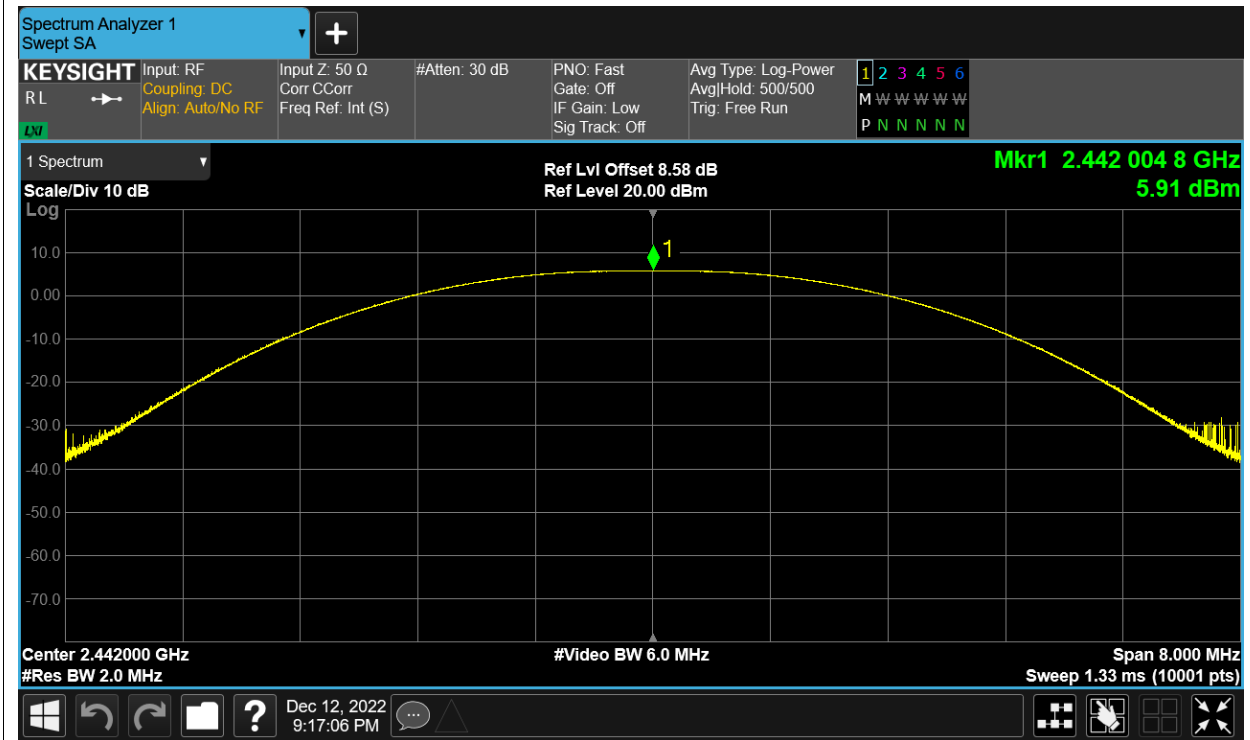 Spectrum Analyzer 1
Swept SA
KEYSIGHT
R L
LXI
Input: RF
Coupling: DC
Align: Auto/No RF
Input Z: 50 Ω
Corr CCorr
Freq Ref: Int (S)
#Atten: 30 dB
PNO: Fast
Gate: Off
IF Gain: Low
Sig Track: Off
Avg Type: Log-Power
Avg|Hold: 500/500
Trig: Free Run
1 2 3 4 5 6
M W W W W W
P N N N N N
1 Spectrum
Scale/Div 10 dB
Log
Ref Lvl Offset 8.58 dB
Ref Level 20.00 dBm
Mkr1 2.442 004 8 GHz
5.91 dBm
1
10.0
0.00
-10.0
-20.0
-30.0
-40.0
-50.0
-60.0
-70.0
Center 2.442000 GHz
#Res BW 2.0 MHz
#Video BW 6.0 MHz
Span 8.000 MHz
Sweep 1.33 ms (10001 pts)
?
Dec 12, 2022
9:17:06 PM